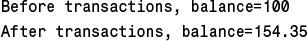 Before transactions, balance=100
After transactions, balance=154.35